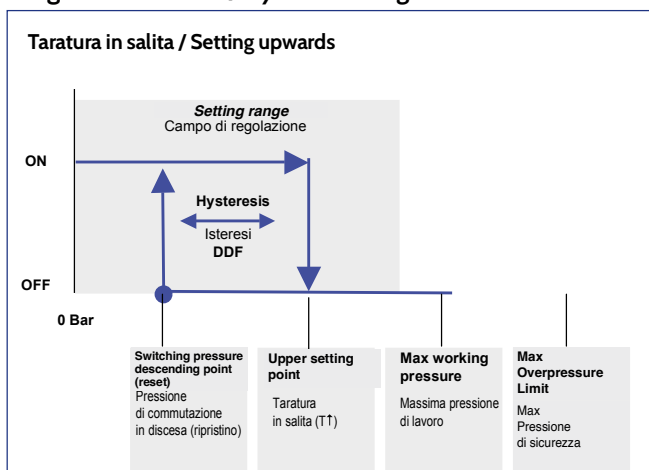 Taratura in salita / Setting upwards
Setting range
Campo di regolazione
ON
Hysteresis
Isteresi
DDF
OFF
0 Bar
Switching pressure
descending point
(reset)
Pressione
di commutazione
in discesa (ripristino)
Upper setting
point
Taratura
in salita (T↑)
Max working
pressure
Massima pressione
di lavoro
Max
Overpressure
Limit
Max
Pressione
di sicurezza